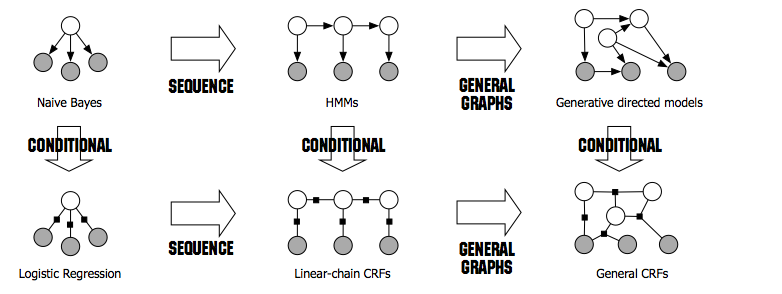 SEQUENCE
GENERAL
GRAPHS
Naive Bayes
HMMs
Generative directed models
CONDITIONAL
CONDITIONAL
CONDITIONAL
SEQUENCE
GENERAL
GRAPHS
Logistic Regression
Linear-chain CRFs
General CRFs